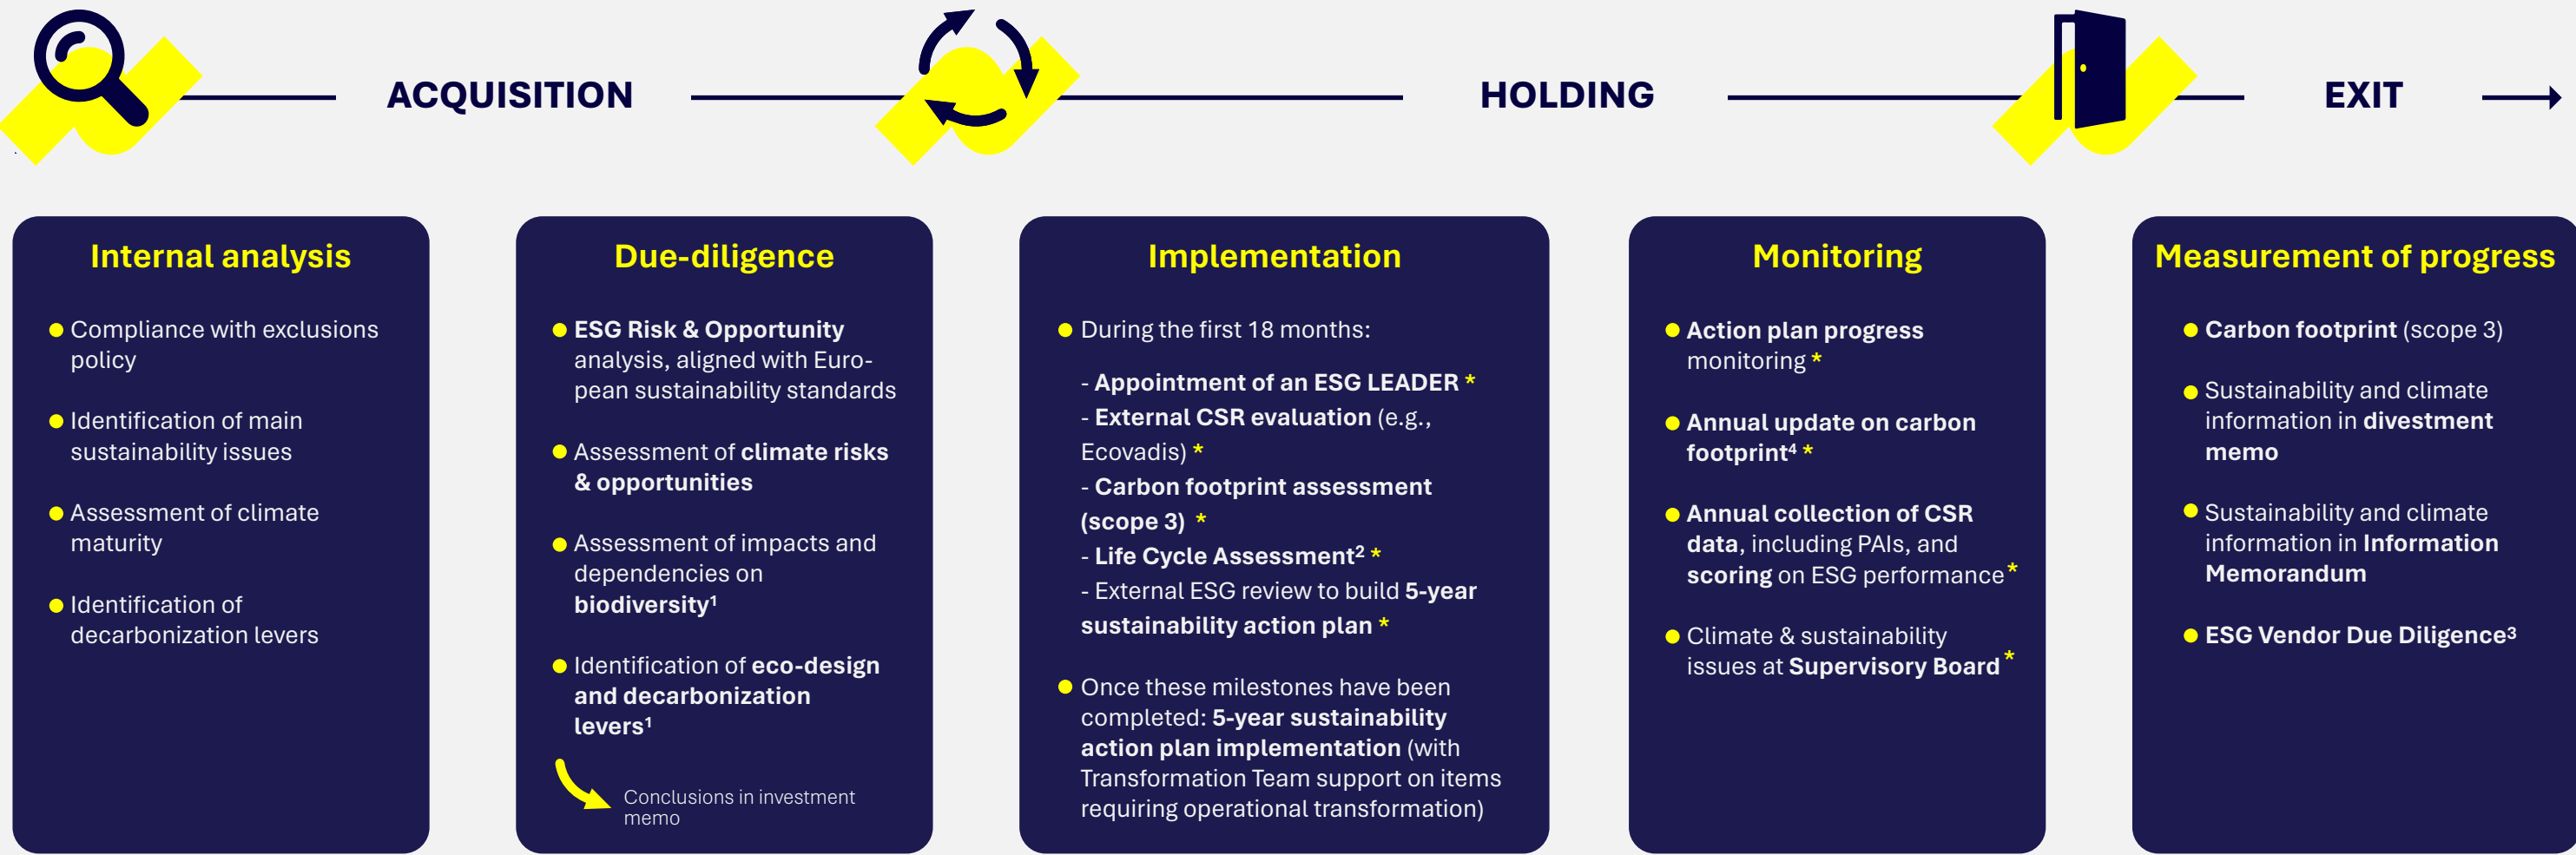 ACQUISITION
HOLDING
EXIT
Internal analysis
Compliance with exclusions
policy
Identification of main
sustainability issues
Assessment of climate
maturity
Identification of
decarbonization levers
Due-diligence
ESG Risk & Opportunity
analysis, aligned with Euro-
pean sustainability standards
Assessment of climate risks
& opportunities
Assessment of impacts and
dependencies on
biodiversity¹
Identification of eco-design
and decarbonization
levers¹
Conclusions in investment
memo
Implementation
During the first 18 months:
- Appointment of an ESG LEADER *
- External CSR evaluation (e.g.,
Ecovadis) *
- Carbon footprint assessment
(scope 3) *
- Life Cycle Assessment² *
- External ESG review to build 5-year
sustainability action plan *
Once these milestones have been
completed: 5-year sustainability
action plan implementation (with
Transformation Team support on items
requiring operational transformation)
Monitoring
Action plan progress
monitoring *
Annual update on carbon
footprint⁴ *
Annual collection of CSR
data, including PAIs, and
scoring on ESG performance *
Climate & sustainability
issues at Supervisory Board *
Measurement of progress
Carbon footprint (scope 3)
Sustainability and climate
information in divestment
memo
Sustainability and climate
information in Information
Memorandum
ESG Vendor Due Diligence³